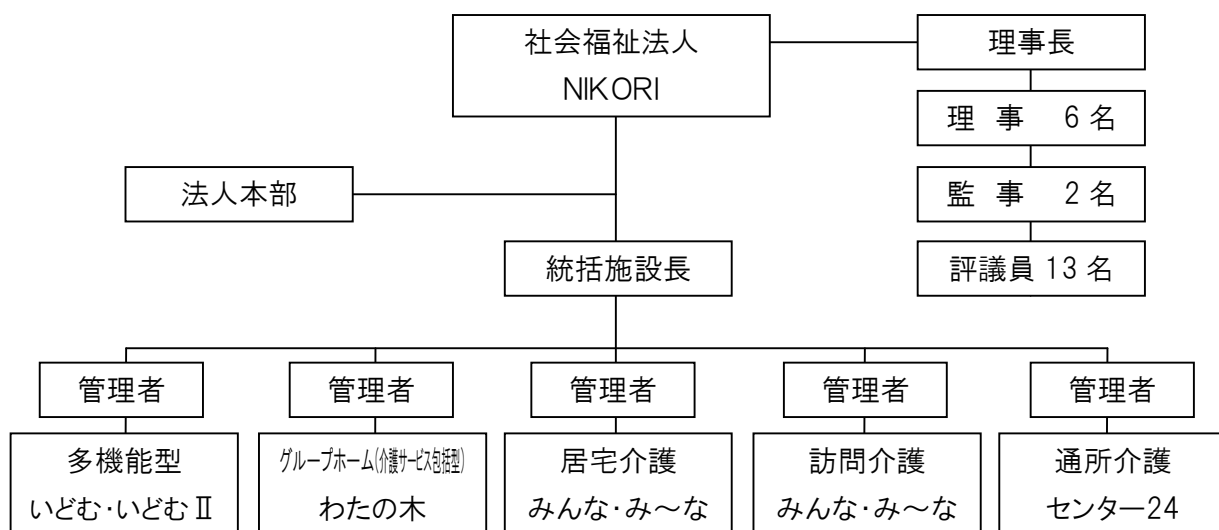 社会福祉法人
NIKORI
理事長
理 事 6名
監 事 2名
評議員 13名
法人本部
統括施設長
管理者
管理者
管理者
管理者
管理者
多機能型
いどむ・いどむⅡ
グループホーム(介護サービス包括型)
わたの木
居宅介護
みんな・み～な
訪問介護
みんな・み～な
通所介護
センター24